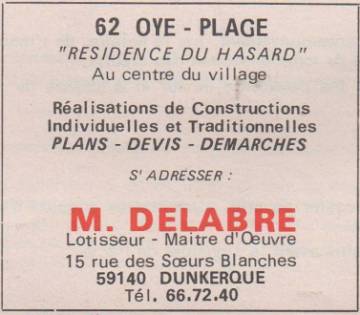 62 OYE - PLAGE
"RESIDENCE DU HASARD"
Au centre du village
Réalisations de Constructions
Individuelles et Traditionnelles
PLANS - DEVIS - DEMARCHES
S'ADRESSER :
M. DELABRE
Lotisseur - Maitre d'Œuvre
15 rue des Sœurs Blanches
59140 DUNKERQUE
Tél. 66.72.40